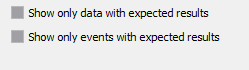 Show only data with expected results
Show only events with expected results